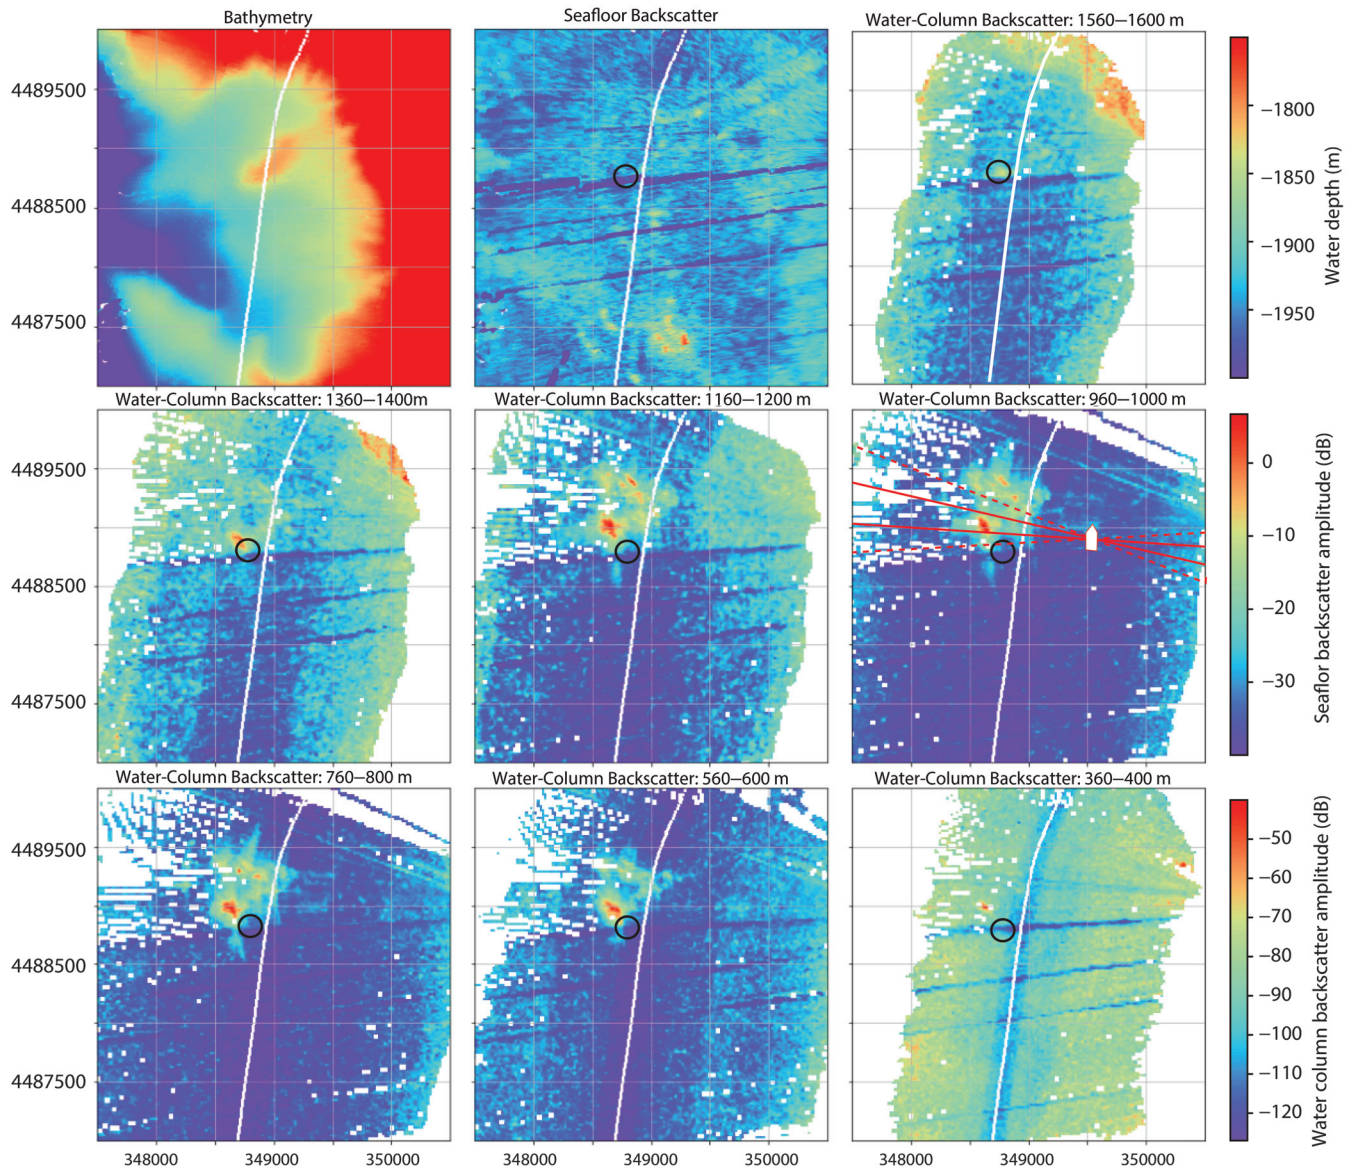 Bathymetry
Seafloor Backscatter
Water-Column Backscatter: 1560–1600 m
4489500
4488500
4487500
−1800
−1850
−1900
−1950
Water depth (m)
Water-Column Backscatter: 1360–1400m
Water-Column Backscatter: 1160–1200 m
Water-Column Backscatter: 960–1000 m
4489500
4488500
4487500
0
−10
−20
−30
Seaflor backscatter amplitude (dB)
Water-Column Backscatter: 760–800 m
Water-Column Backscatter: 560–600 m
Water-Column Backscatter: 360–400 m
4489500
4488500
4487500
−50
−60
−70
−80
−90
−100
−110
−120
Water column backscatter amplitude (dB)
348000 349000 350000
348000 349000 350000
348000 349000 350000